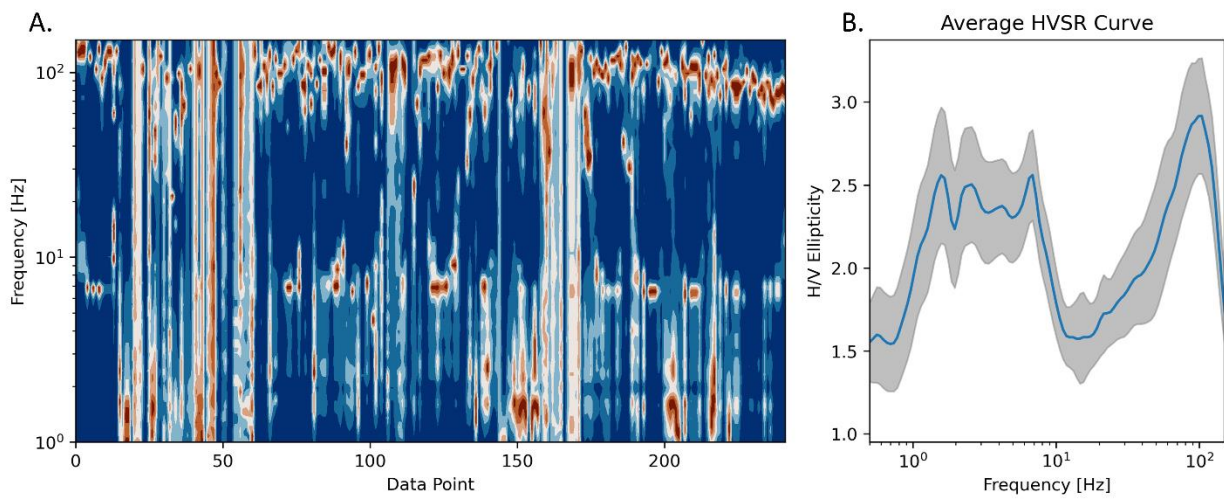 A.
Frequency [Hz]
10²
10¹
10⁰
0
50
100
150
200
Data Point
B.
Average HVSR Curve
H/V Ellipticity
3.0
2.5
2.0
1.5
1.0
10⁰
10¹
10²
Frequency [Hz]